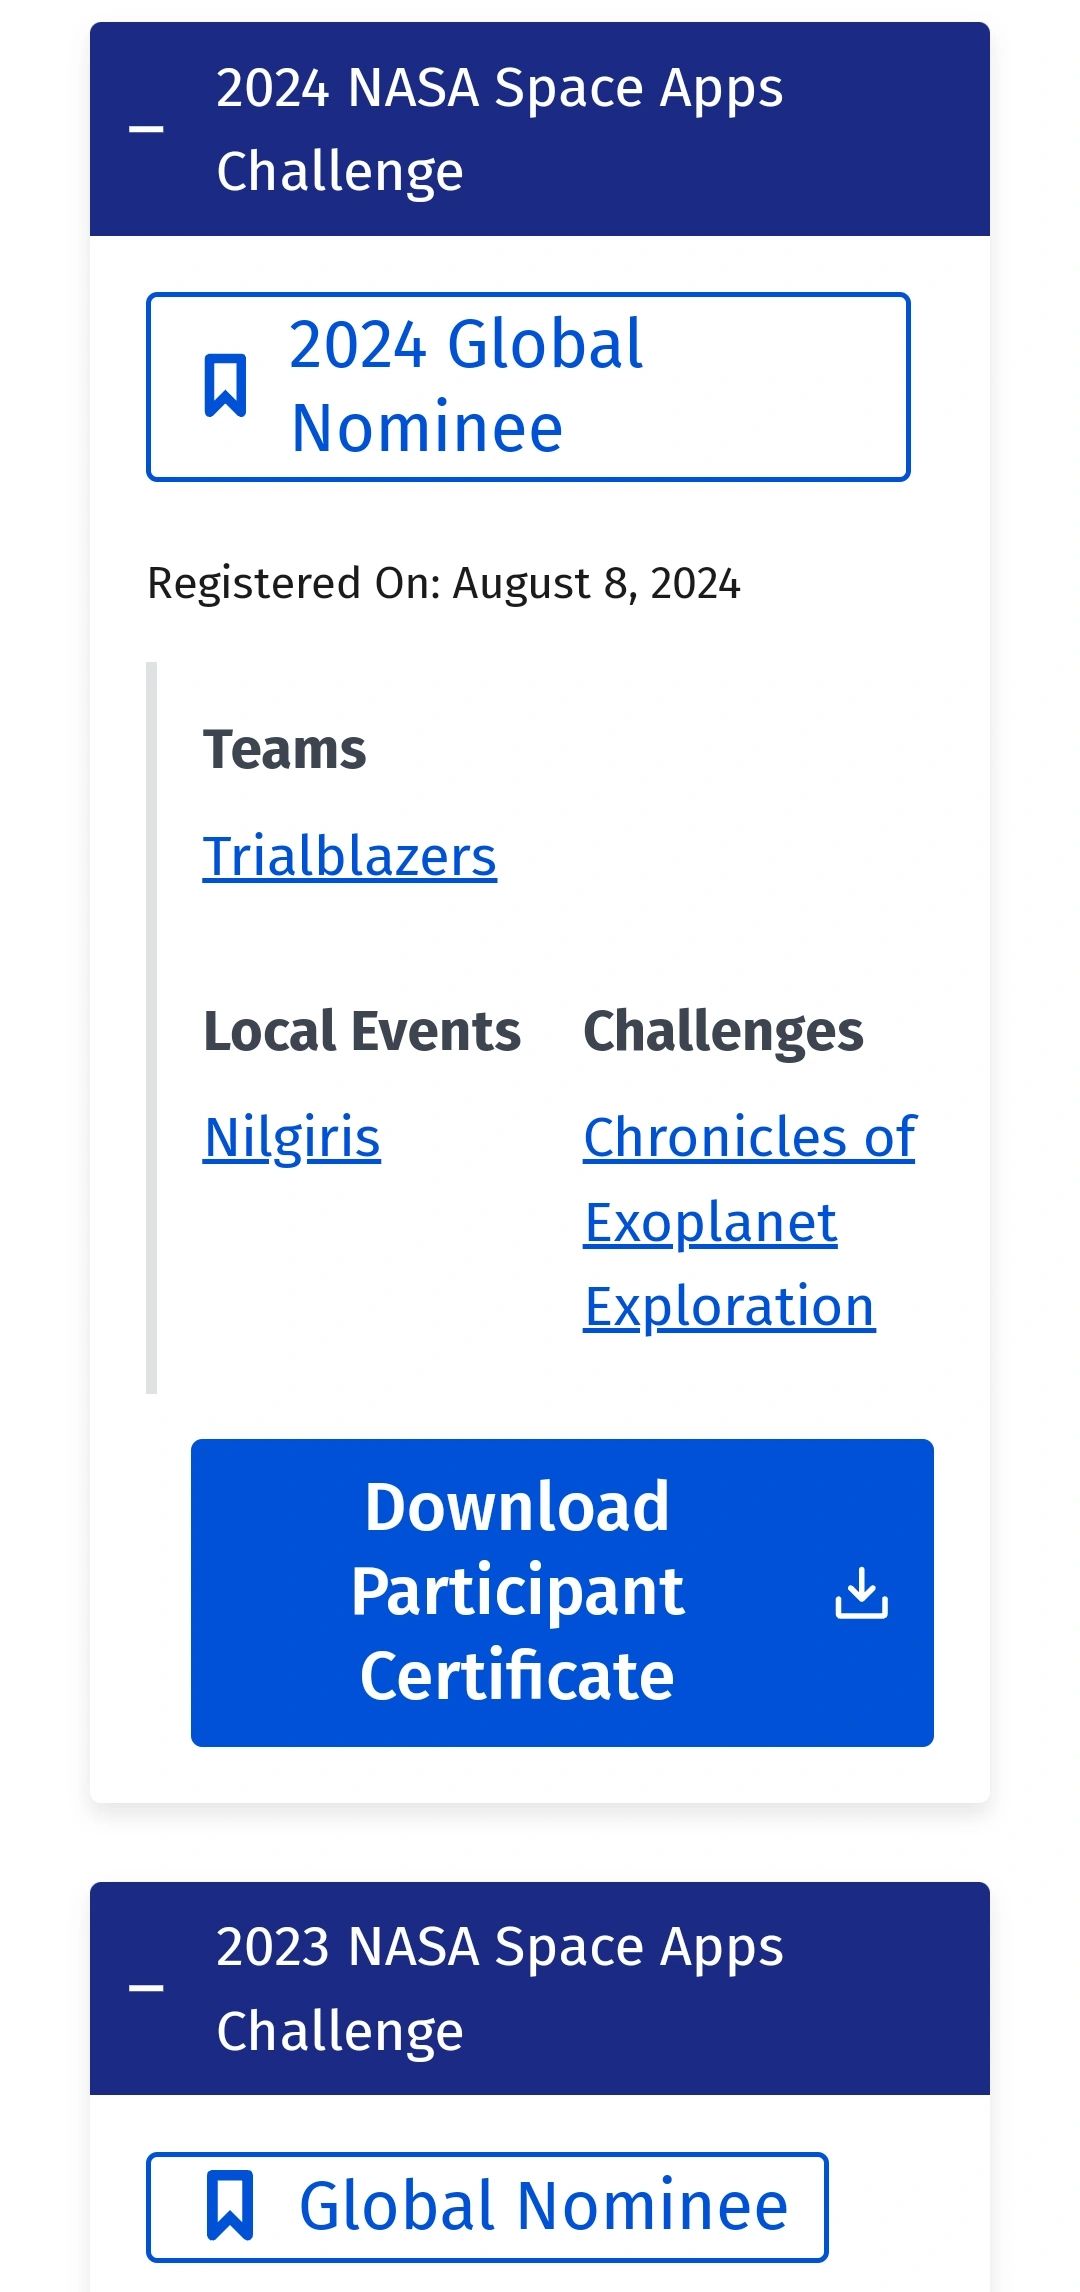 2024 NASA Space Apps
Challenge
2024 Global
Nominee
Registered On: August 8, 2024
Teams
Trialblazers
Local Events
Nilgiris
Challenges
Chronicles of
Exoplanet
Exploration
Download
Participant
Certificate
2023 NASA Space Apps
Challenge
Global Nominee